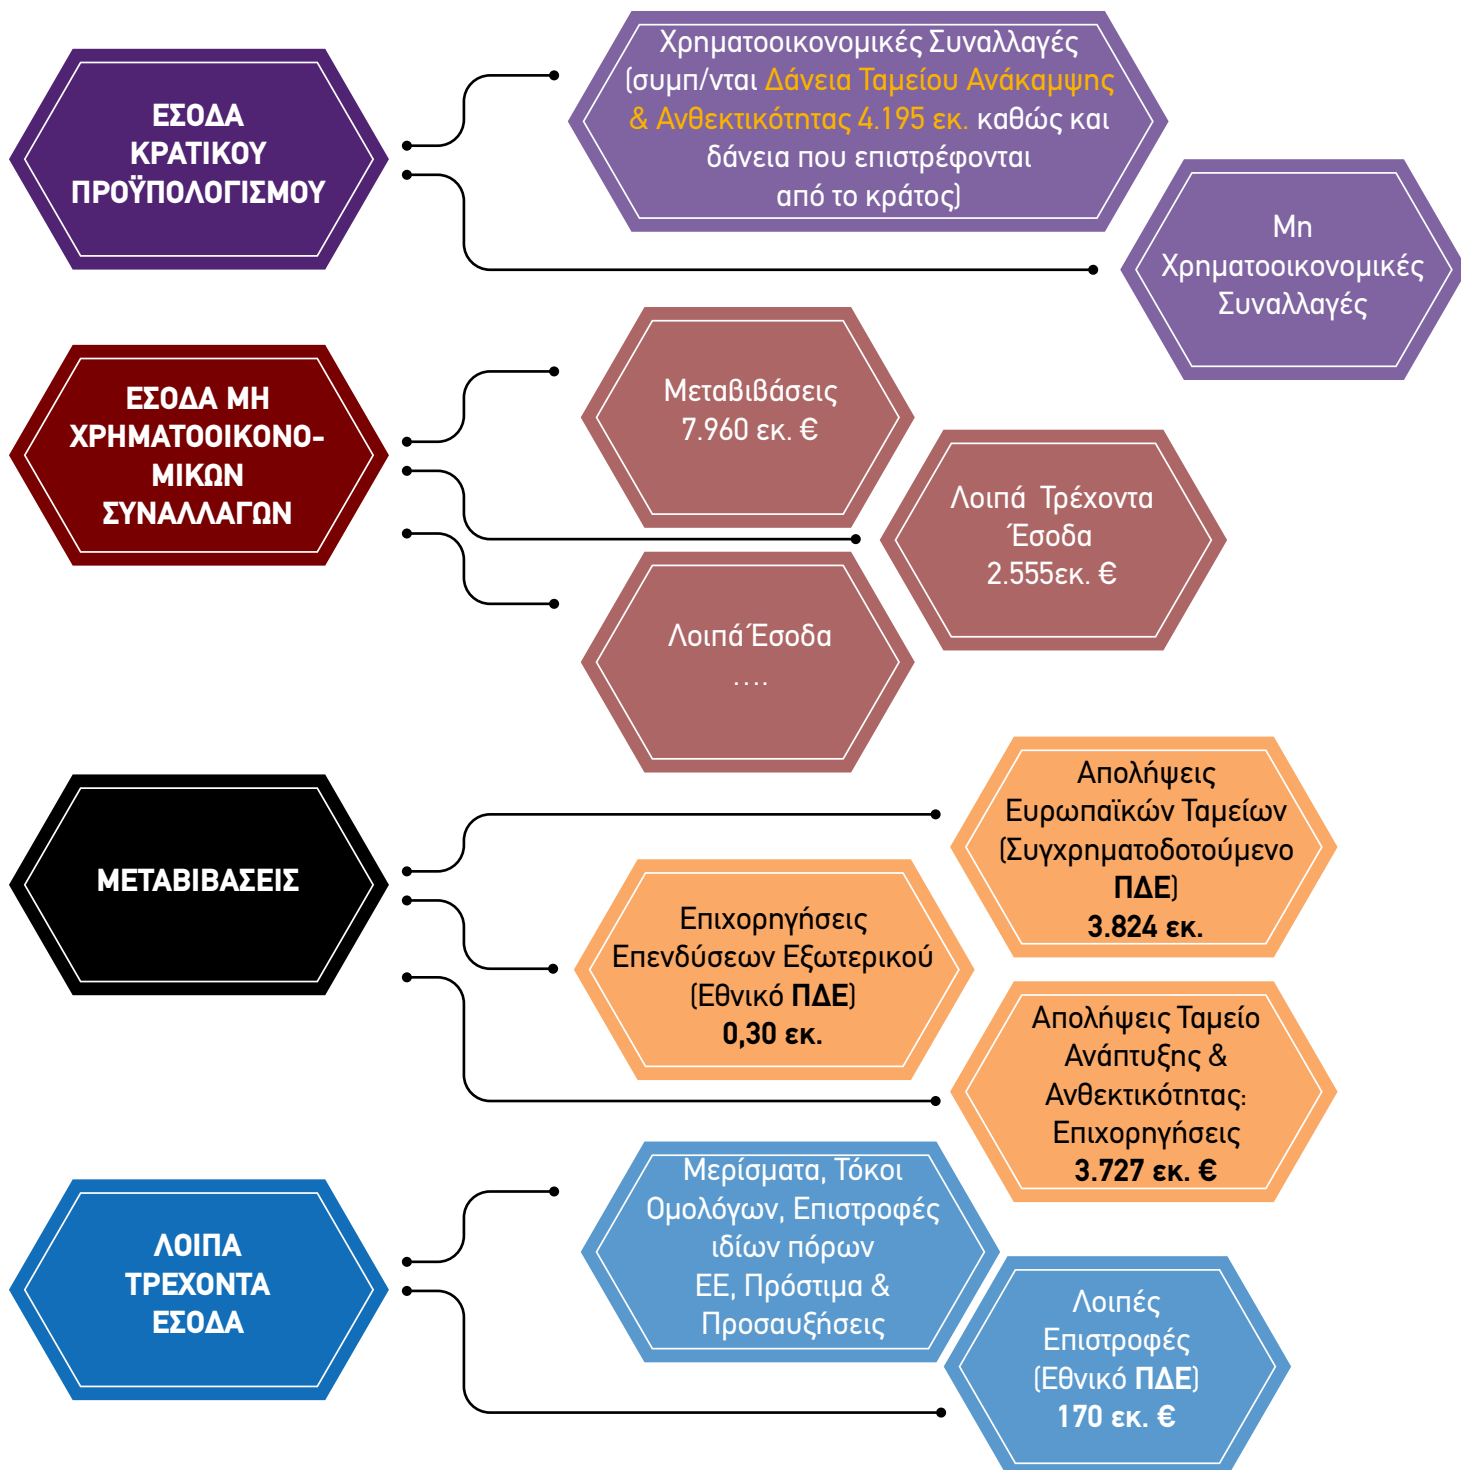 ΕΣΟΔΑ
ΚΡΑΤΙΚΟΥ
ΠΡΟΫΠΟΛΟΓΙΣΜΟΥ
Χρηματοοικονομικές Συναλλαγές
(συμπ/νται Δάνεια Ταμείου Ανάκαμψης
& Ανθεκτικότητας 4.195 εκ. καθώς και
δάνεια που επιστρέφονται
από το κράτος)
Μη
Χρηματοοικονομικές
Συναλλαγές
ΕΣΟΔΑ ΜΗ
ΧΡΗΜΑΤΟΟΙΚΟΝΟ-
ΜΙΚΩΝ
ΣΥΝΑΛΛΑΓΩΝ
Μεταβιβάσεις
7.960 εκ. €
Λοιπά Τρέχοντα
Έσοδα
2.555εκ. €
Λοιπά Έσοδα
....
ΜΕΤΑΒΙΒΑΣΕΙΣ
Απολήψεις
Ευρωπαϊκών Ταμείων
(Συγχρηματοδοτούμενο
ΠΔΕ)
3.824 εκ.
Επιχορηγήσεις
Επενδύσεων Εξωτερικού
(Εθνικό ΠΔΕ)
0,30 εκ.
Απολήψεις Ταμείο
Ανάπτυξης &
Ανθεκτικότητας:
Επιχορηγήσεις
3.727 εκ. €
ΛΟΙΠΑ
ΤΡΕΧΟΝΤΑ
ΕΣΟΔΑ
Μερίσματα, Τόκοι
Ομολόγων, Επιστροφές
ιδίων πόρων
ΕΕ, Πρόστιμα &
Προσαυξήσεις
Λοιπές
Επιστροφές
(Εθνικό ΠΔΕ)
170 εκ. €